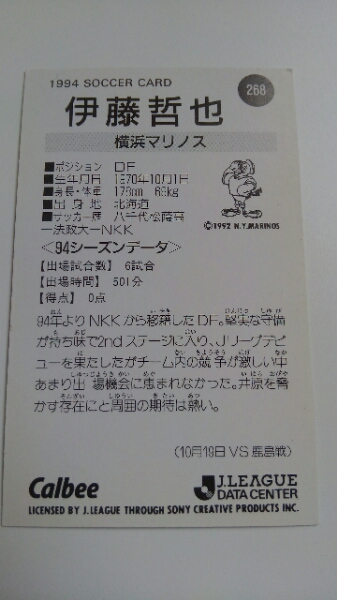 1994 SOCCER CARD
268
伊藤哲也
横浜マリノス
■ポジション DF
■生年月日 1970年10月1日
■身長・体重 178cm 69kg
■出身地 北海道
■サッカー歴 八千代松陰高
―法政大―NKK
©1992 N.Y.MARINOS
〈94シーズンデータ〉
【出場試合数】 6試合
【出場時間】 501分
【得点】 0点
94年よりNKKから移籍したDF。堅実な守備
が持ち味で2ndステージに入り、Jリーグデビ
ューを果たしたがチーム内の競争が激しい中
あまり出場機会に恵まれなかった。井原を脅
かす存在にと周囲の期待は熱い。
(10月19日 VS 鹿島戦)
Calbee
J.LEAGUE
DATA CENTER
LICENSED BY J.LEAGUE THROUGH SONY CREATIVE PRODUCTS INC.